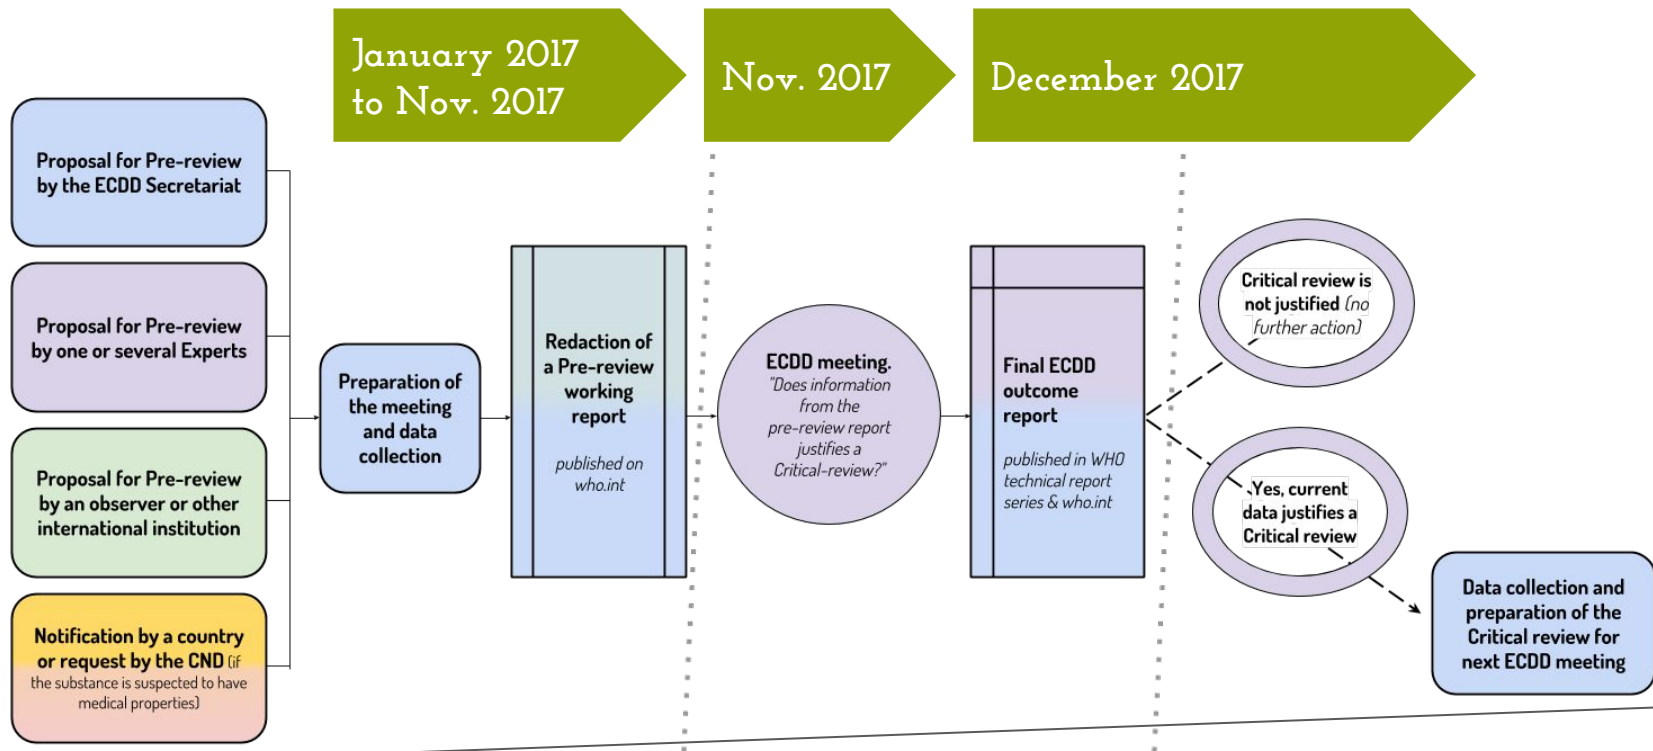 January 2017
to Nov. 2017
Nov. 2017
December 2017
Proposal for Pre-review
by the ECDD Secretariat
Proposal for Pre-review
by one or several Experts
Proposal for Pre-review
by an observer or other
international institution
Notification by a country
or request by the CND (if
the substance is suspected to have
medical properties)
Preparation of
the meeting
and data
collection
Redaction of
a Pre-review
working
report
published on
who.int
ECDD meeting.
"Does information
from the
pre-review report
justifies a
Critical-review?"
Final ECDD
outcome
report
published in WHO
technical report
series & who.int
Critical review is
not justified (no
further action)
Yes, current
data justifies a
Critical review
Data collection and
preparation of the
Critical review for
next ECDD meeting